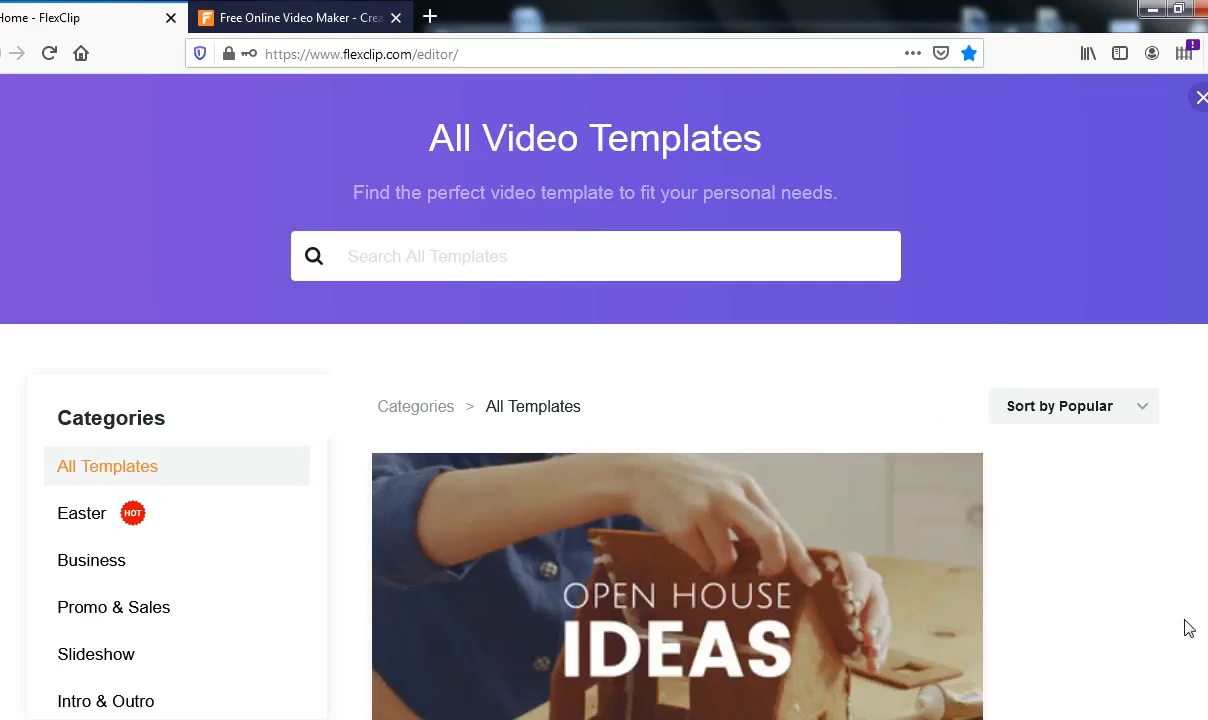 Home - FlexClip
Free Online Video Maker - Crea
https://www.flexclip.com/editor/
All Video Templates
Find the perfect video template to fit your personal needs.
Search All Templates
Categories
All Templates
Easter HOT
Business
Promo & Sales
Slideshow
Intro & Outro
Categories > All Templates
Sort by Popular
OPEN HOUSE
IDEAS